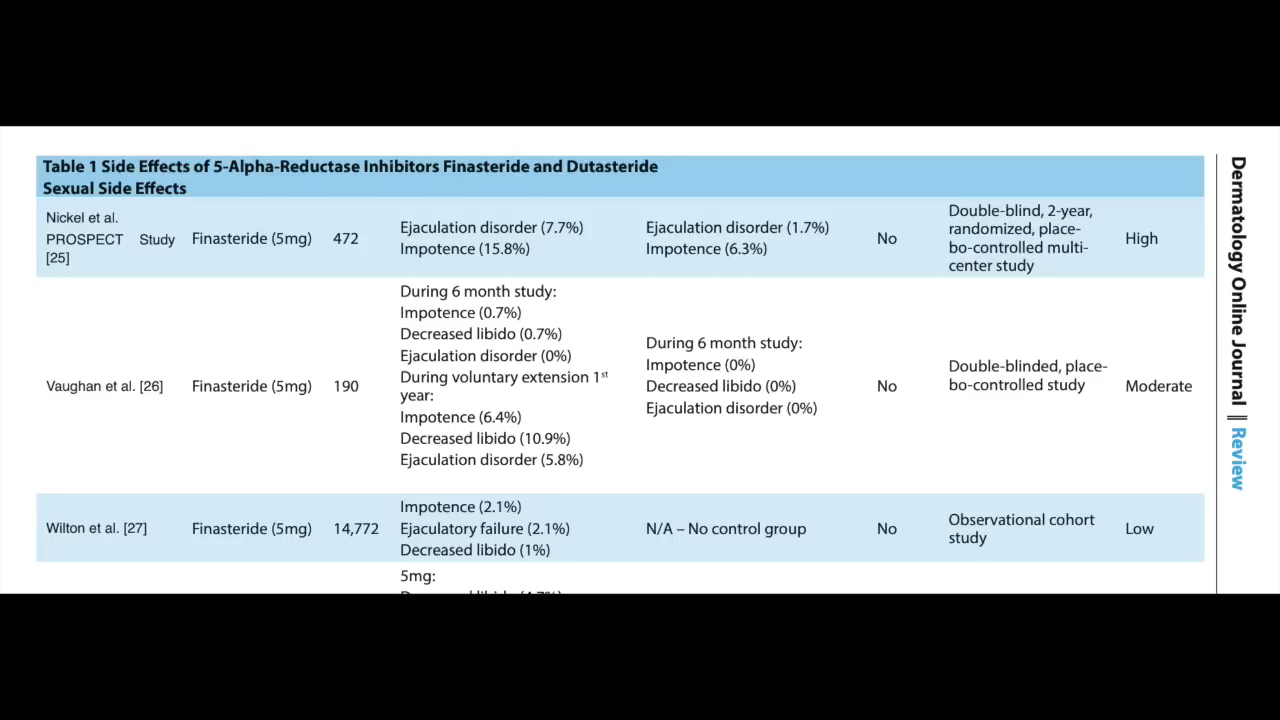 Table 1 Side Effects of 5-Alpha-Reductase Inhibitors Finasteride and Dutasteride
Sexual Side Effects
Nickel et al.
PROSPECT Study
[25]
Finasteride (5mg)
472
Ejaculation disorder (7.7%)
Impotence (15.8%)
Ejaculation disorder (1.7%)
Impotence (6.3%)
No
Double-blind, 2-year,
randomized, place-
bo-controlled multi-
center study
High
Vaughan et al. [26]
Finasteride (5mg)
190
During 6 month study:
Impotence (0.7%)
Decreased libido (0.7%)
Ejaculation disorder (0%)
During voluntary extension 1st
year:
Impotence (6.4%)
Decreased libido (10.9%)
Ejaculation disorder (5.8%)
During 6 month study:
Impotence (0%)
Decreased libido (0%)
Ejaculation disorder (0%)
No
Double-blinded, place-
bo-controlled study
Moderate
Wilton et al. [27]
Finasteride (5mg)
14,772
Impotence (2.1%)
Ejaculatory failure (2.1%)
Decreased libido (1%)
N/A – No control group
No
Observational cohort
study
Low
5mg:
Dermatology Online Journal || Review